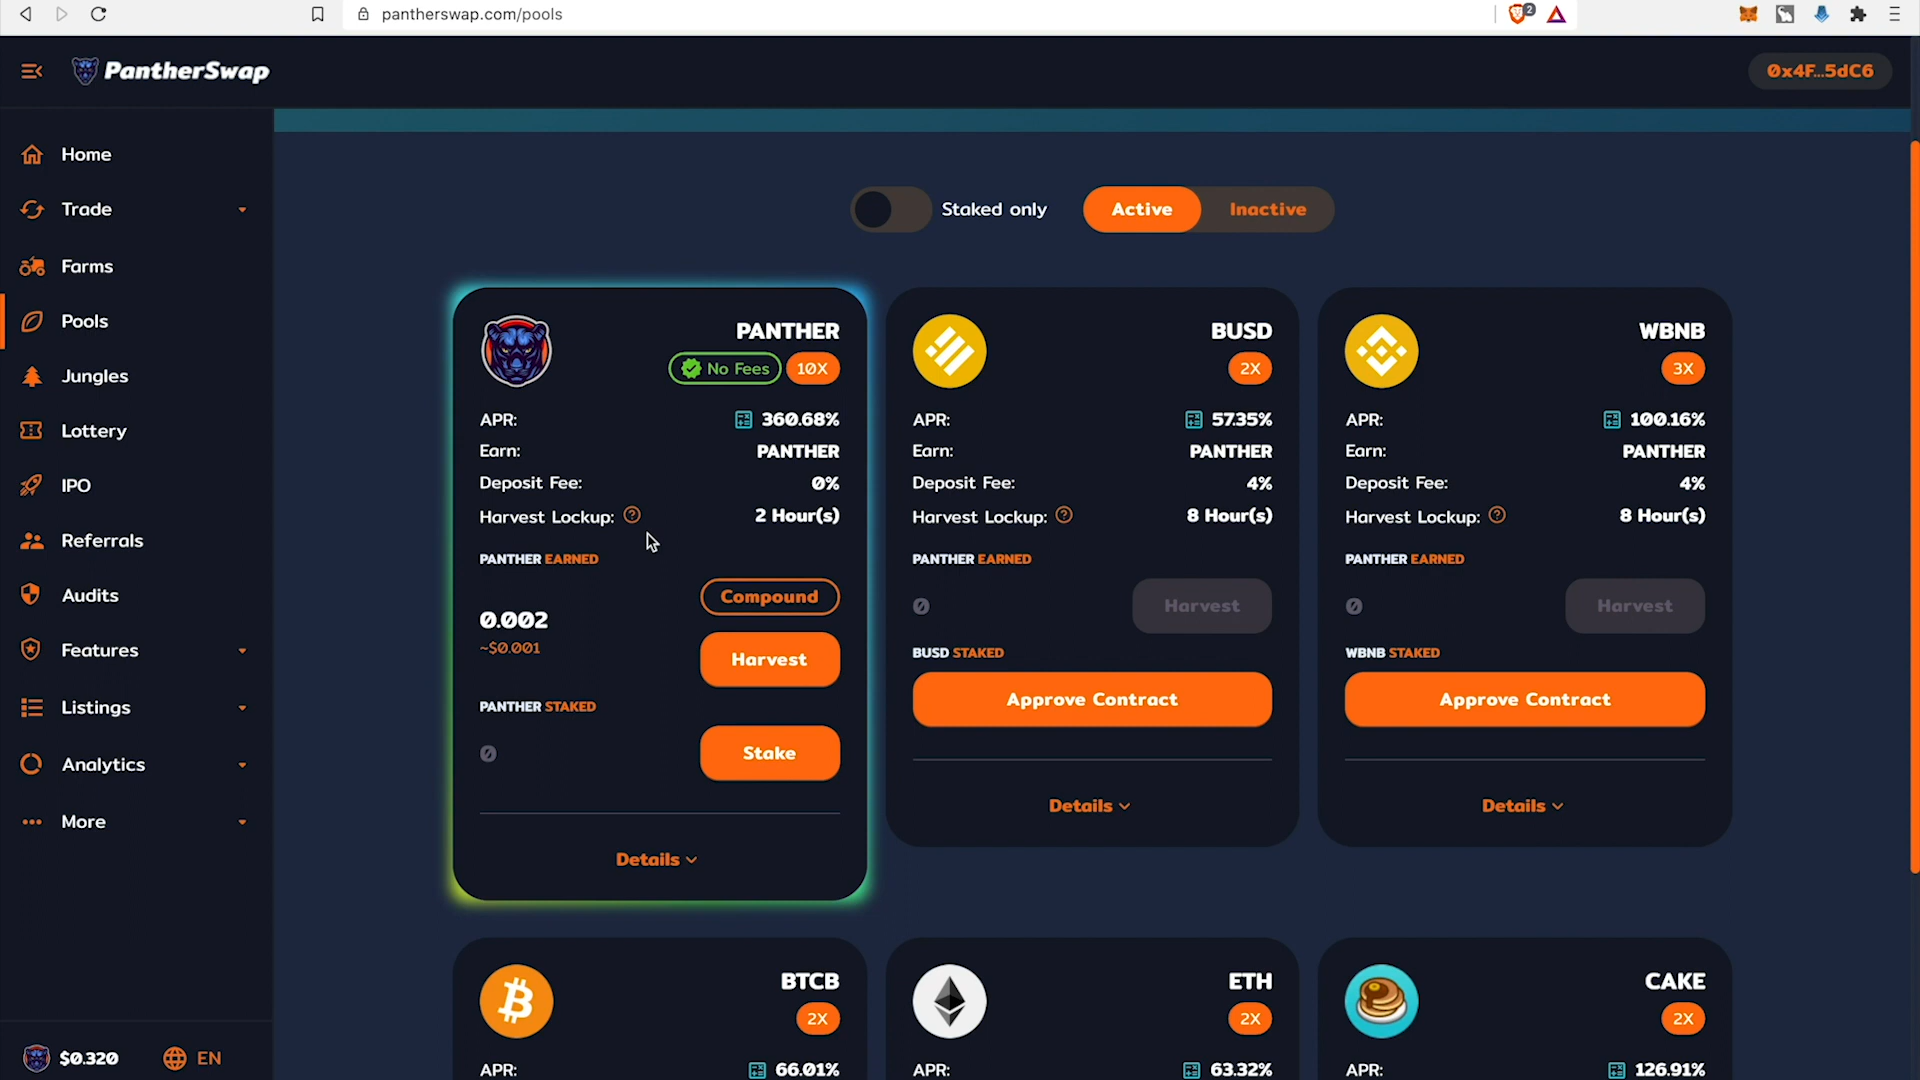 pantherswap.com/pools
2
PantherSwap
0x4F...5dC6
Home
Trade
Farms
Pools
Jungles
Lottery
IPO
Referrals
Audits
Features
Listings
Analytics
More
$0.320
EN
Staked only
Active
Inactive
PANTHER
No Fees
10X
APR: 360.68%
Earn: PANTHER
Deposit Fee: 0%
Harvest Lockup: 2 Hour(s)
PANTHER EARNED
Compound
0.002
~$0.001
Harvest
PANTHER STAKED
0
Stake
Details
BUSD
2X
APR: 57.35%
Earn: PANTHER
Deposit Fee: 4%
Harvest Lockup: 8 Hour(s)
PANTHER EARNED
0
Harvest
BUSD STAKED
Approve Contract
Details
WBNB
3X
APR: 100.16%
Earn: PANTHER
Deposit Fee: 4%
Harvest Lockup: 8 Hour(s)
PANTHER EARNED
0
Harvest
WBNB STAKED
Approve Contract
Details
BTCB
2X
APR: 66.01%
ETH
2X
APR: 63.32%
CAKE
2X
APR: 126.91%